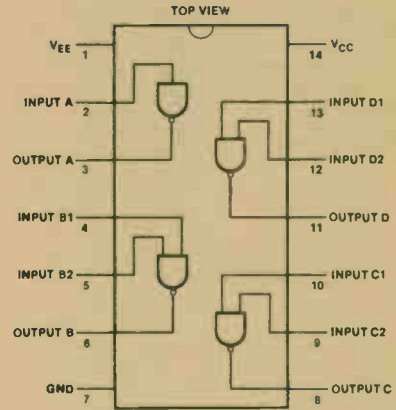 TOP VIEW
VEE
1
INPUT A
2
OUTPUT A
3
INPUT B1
4
INPUT B2
5
OUTPUT B
6
GND
7
VCC
14
INPUT D1
13
INPUT D2
12
OUTPUT D
11
INPUT C1
10
INPUT C2
9
OUTPUT C
8